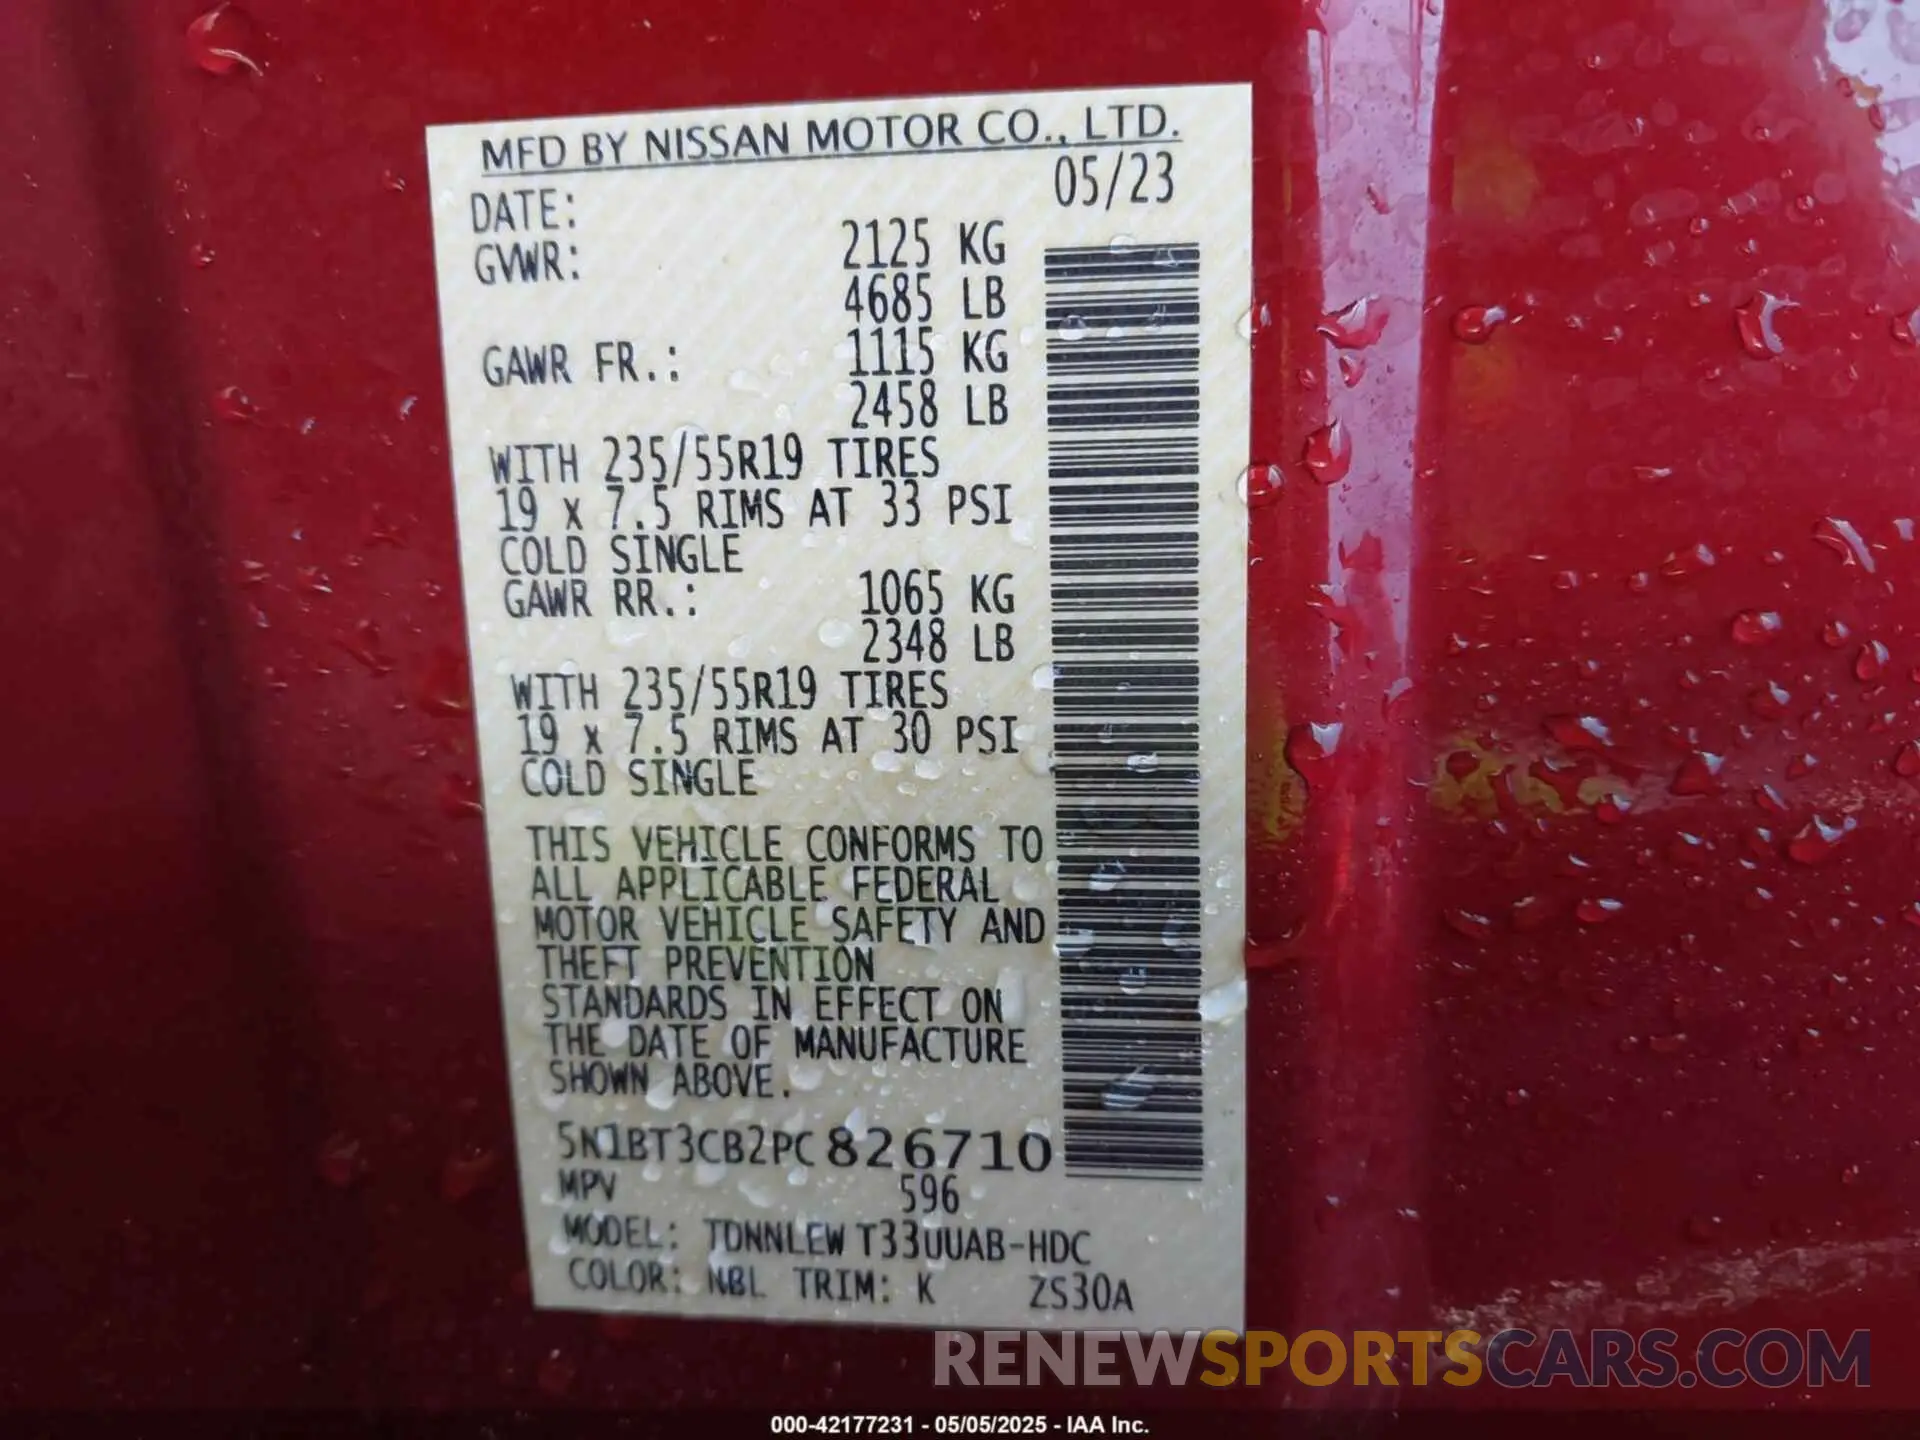 MFD BY NISSAN MOTOR CO., LTD.
DATE: 05/23
GVWR: 2125 KG
4685 LB
GAWR FR.: 1115 KG
2458 LB
WITH 235/55R19 TIRES
19 x 7.5 RIMS AT 33 PSI
COLD SINGLE
GAWR RR.: 1065 KG
2348 LB
WITH 235/55R19 TIRES
19 x 7.5 RIMS AT 30 PSI
COLD SINGLE
THIS VEHICLE CONFORMS TO
ALL APPLICABLE FEDERAL
MOTOR VEHICLE SAFETY AND
THEFT PREVENTION
STANDARDS IN EFFECT ON
THE DATE OF MANUFACTURE
SHOWN ABOVE.
5N1BT3CB2PC826710
MPV 596
MODEL: TDNNLEW T33UUAB-HDC
COLOR: NBL TRIM: K ZS30A
RENEWSPORTSCARS.COM
000-42177231 - 05/05/2025 - IAA Inc.